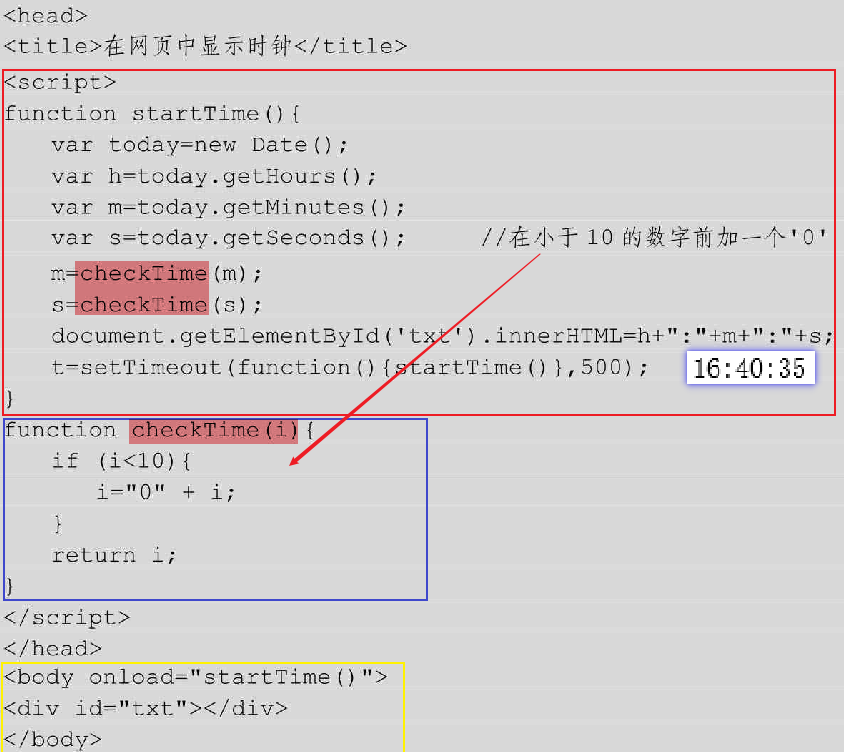 <head>
<title>在网页中显示时钟</title>
<script>
function startTime(){
var today=new Date();
var h=today.getHours();
var m=today.getMinutes();
var s=today.getSeconds(); //在小于10的数字前加一个'0'
m=checkTime(m);
s=checkTime(s);
document.getElementById('txt').innerHTML=h+":"+m+":"+s;
t=setTimeout(function(){startTime()},500); 16:40:35
}
function checkTime(i){
if (i<10){
i="0" + i;
}
return i;
}
</script>
</head>
<body onload="startTime()">
<div id="txt"></div>
</body>